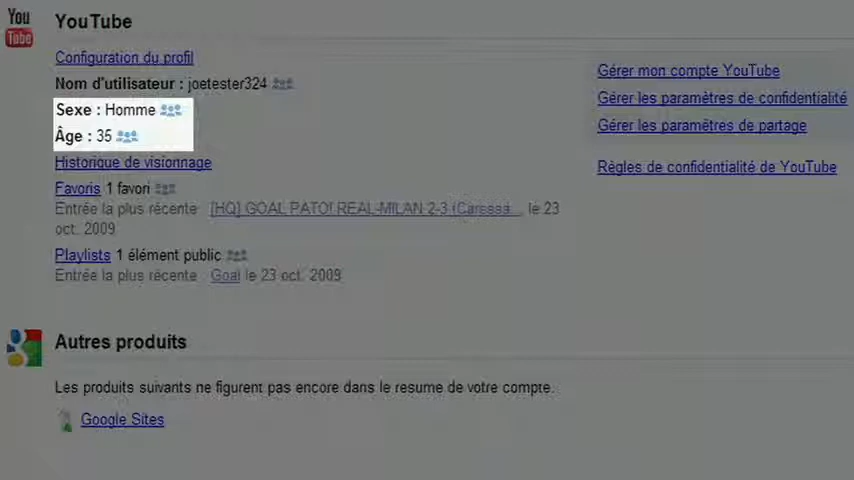 You
Tube
YouTube
Configuration du profil
Nom d'utilisateur : joetester324
Sexe : Homme
Âge : 35
Historique de visionnage
Favoris 1 favori
Entrée la plus récente : [HQ] GOAL PATO! REAL-MILAN 2-3 (Caressa... le 23
oct. 2009
Playlists 1 élément public
Entrée la plus récente : Goal le 23 oct. 2009
Gérer mon compte YouTube
Gérer les paramètres de confidentialité
Gérer les paramètres de partage
Règles de confidentialité de YouTube
Autres produits
Les produits suivants ne figurent pas encore dans le resume de votre compte.
Google Sites